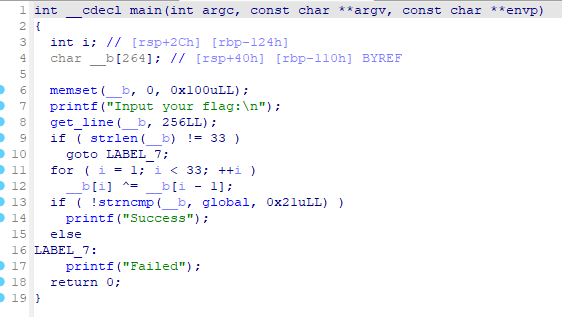 1 int __cdecl main(int argc, const char **argv, const char **envp)
2 {
3   int i; // [rsp+2Ch] [rbp-124h]
4   char __b[264]; // [rsp+40h] [rbp-110h] BYREF
5
6   memset(__b, 0, 0x100uLL);
7   printf("Input your flag:\n");
8   get_line(__b, 256LL);
9   if ( strlen(__b) != 33 )
10     goto LABEL_7;
11   for ( i = 1; i < 33; ++i )
12     __b[i] ^= __b[i - 1];
13   if ( !strncmp(__b, global, 0x21uLL) )
14     printf("Success");
15   else
16 LABEL_7:
17     printf("Failed");
18   return 0;
19 }